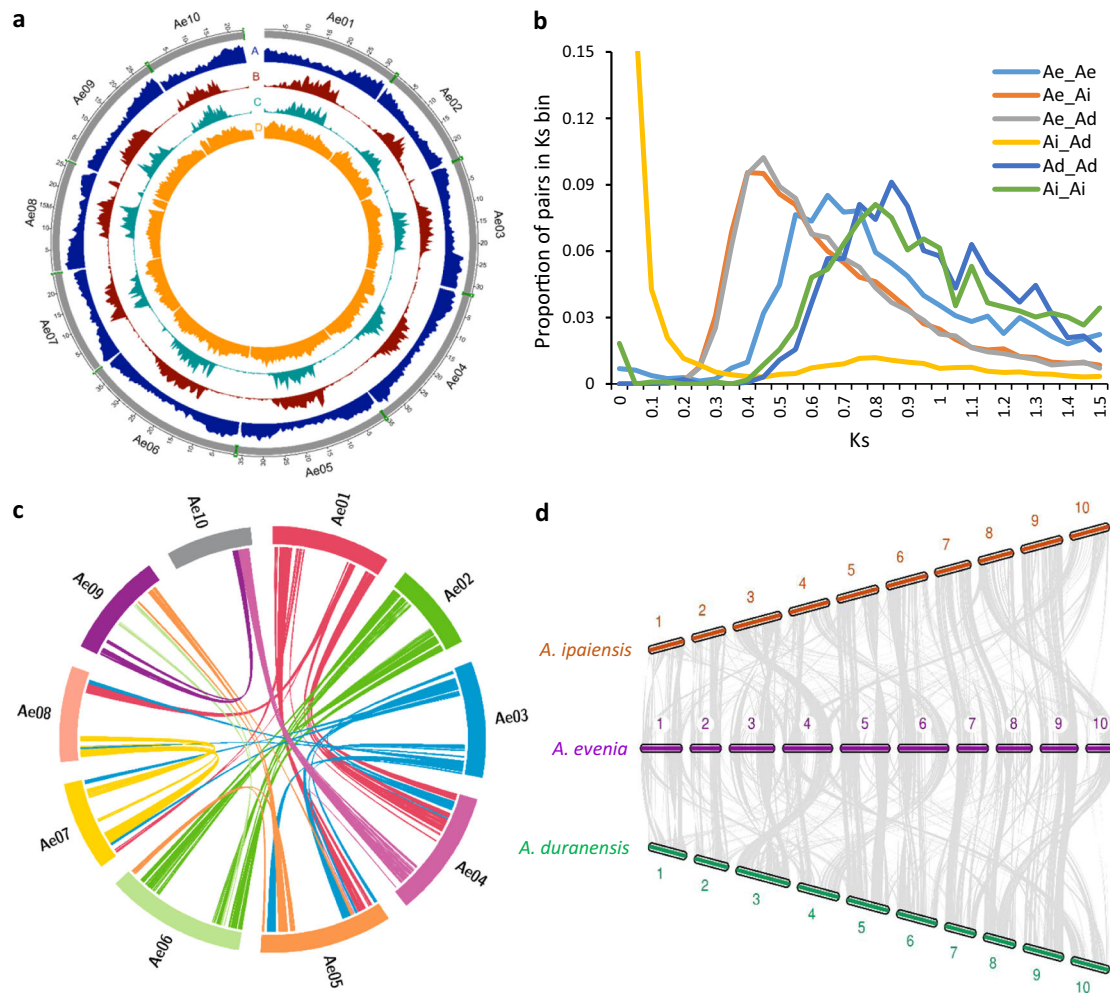 a
Ae10
Ae01
Ae09
Ae02
Ae08
Ae03
Ae07
Ae04
Ae06
Ae05
A
B
C
D
b
0.15
0.12
0.09
0.06
0.03
0
Proportion of pairs in Ks bin
Ae_Ae
Ae_Ai
Ae_Ad
Ai_Ad
Ad_Ad
Ai_Ai
0 0.1 0.2 0.3 0.4 0.5 0.6 0.7 0.8 0.9 1 1.1 1.2 1.3 1.4 1.5
Ks
c
Ae10
Ae01
Ae09
Ae02
Ae08
Ae03
Ae07
Ae04
Ae06
Ae05
d
1 2 3 4 5 6 7 8 9 10
A. ipaiensis
1 2 3 4 5 6 7 8 9 10
A. evenia
A. duranensis
1 2 3 4 5 6 7 8 9 10